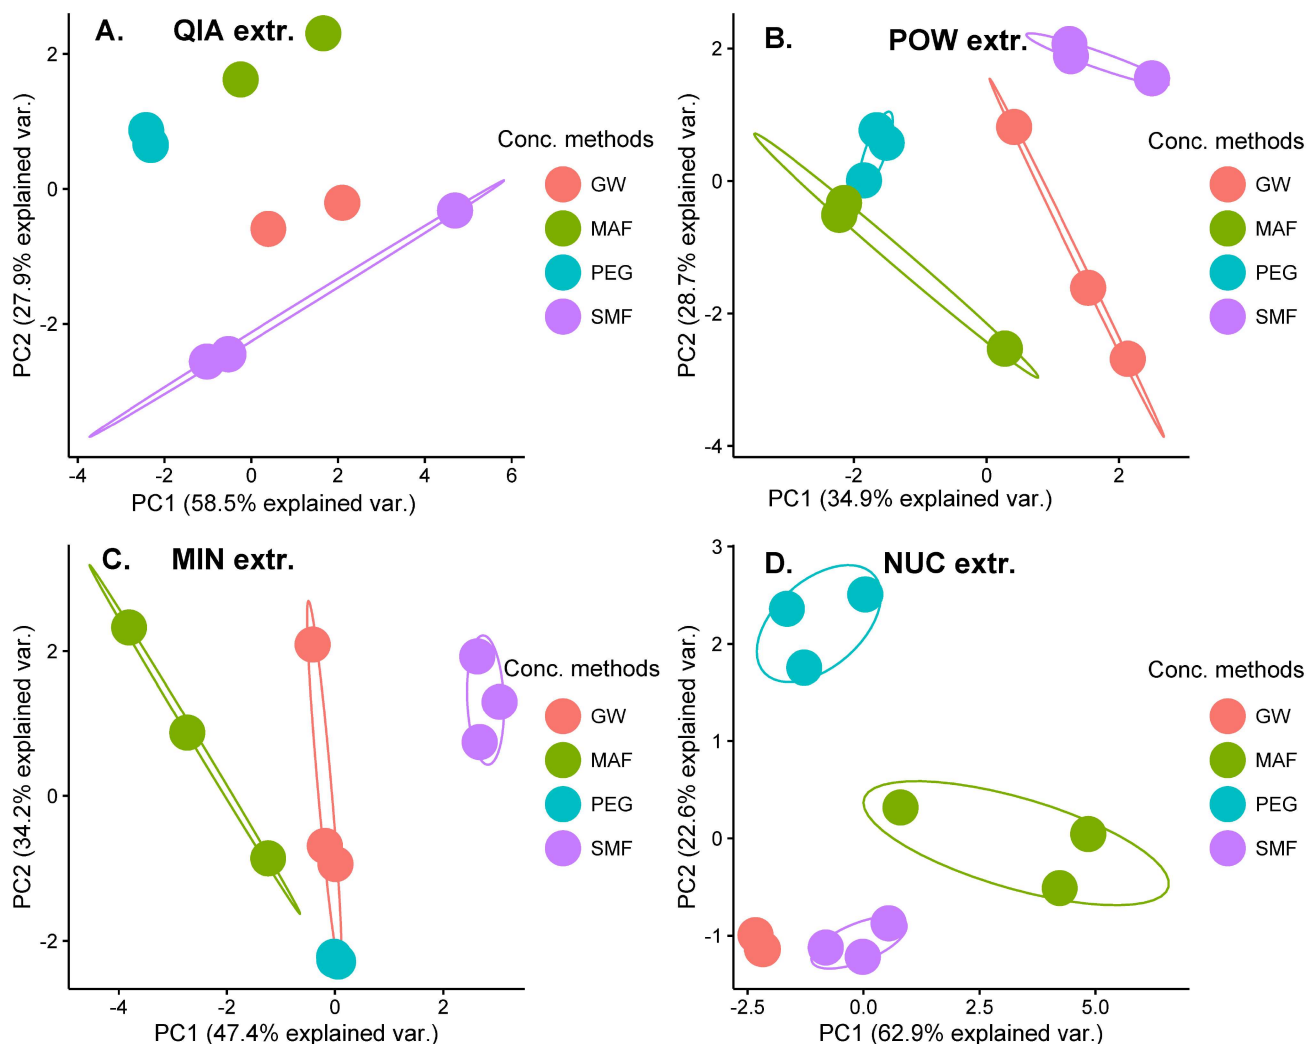 A. QIA extr.
2
0
-2
-4 -2 0 2 4 6
PC1 (58.5% explained var.)
PC2 (27.9% explained var.)
Conc. methods
GW
MAF
PEG
SMF
B. POW extr.
2
0
-2
-4
-2 0 2
PC1 (34.9% explained var.)
PC2 (28.7% explained var.)
Conc. methods
GW
MAF
PEG
SMF
C. MIN extr.
2
0
-2
-4 -2 0 2
PC1 (47.4% explained var.)
PC2 (34.2% explained var.)
Conc. methods
GW
MAF
PEG
SMF
D. NUC extr.
3
2
1
0
-1
-2.5 0.0 2.5 5.0
PC1 (62.9% explained var.)
PC2 (22.6% explained var.)
Conc. methods
GW
MAF
PEG
SMF